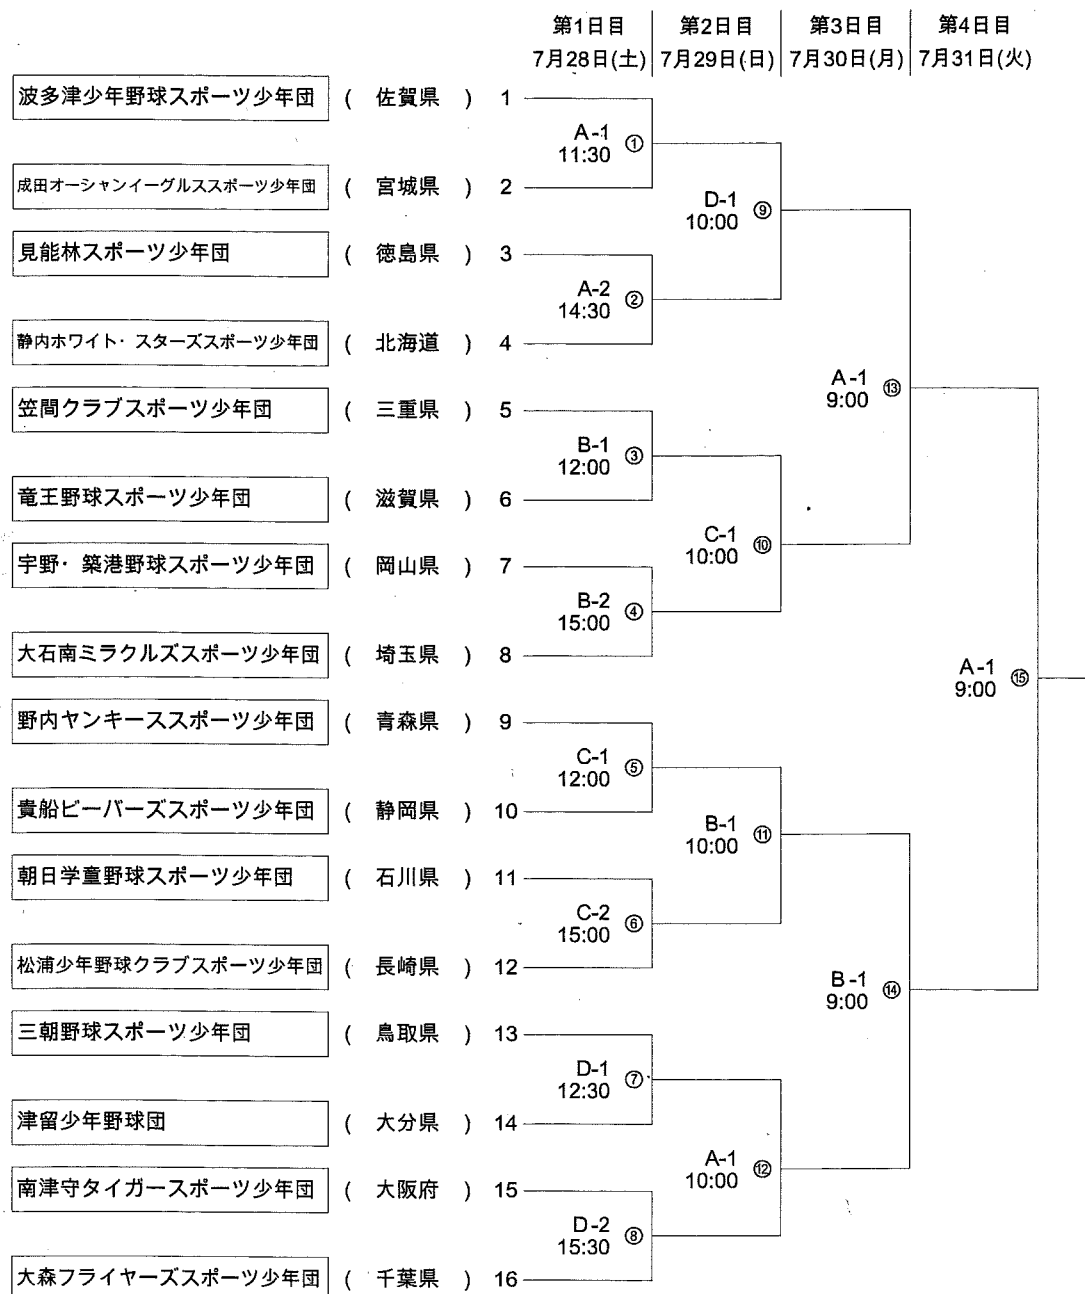 第1日目 第2日目 第3日目 第4日目
7月28日(土) 7月29日(日) 7月30日(月) 7月31日(火)
波多津少年野球スポーツ少年団 ( 佐賀県 ) 1
A-1
11:30 ①
成田オーシャンイーグルススポーツ少年団 ( 宮城県 ) 2
D-1
10:00 ⑨
見能林スポーツ少年団 ( 徳島県 ) 3
A-2
14:30 ②
静内ホワイト・スターズスポーツ少年団 ( 北海道 ) 4
A-1
9:00 ⑬
笠間クラブスポーツ少年団 ( 三重県 ) 5
B-1
12:00 ③
竜王野球スポーツ少年団 ( 滋賀県 ) 6
C-1
10:00 ⑩
宇野・築港野球スポーツ少年団 ( 岡山県 ) 7
B-2
15:00 ④
大石南ミラクルズスポーツ少年団 ( 埼玉県 ) 8
A-1
9:00 ⑮
野内ヤンキーススポーツ少年団 ( 青森県 ) 9
C-1
12:00 ⑤
貴船ビーバーズスポーツ少年団 ( 静岡県 ) 10
B-1
10:00 ⑪
朝日学童野球スポーツ少年団 ( 石川県 ) 11
C-2
15:00 ⑥
松浦少年野球クラブスポーツ少年団 ( 長崎県 ) 12
B-1
9:00 ⑭
三朝野球スポーツ少年団 ( 鳥取県 ) 13
D-1
12:30 ⑦
津留少年野球団 ( 大分県 ) 14
A-1
10:00 ⑫
南津守タイガースポーツ少年団 ( 大阪府 ) 15
D-2
15:30 ⑧
大森フライヤーズスポーツ少年団 ( 千葉県 ) 16